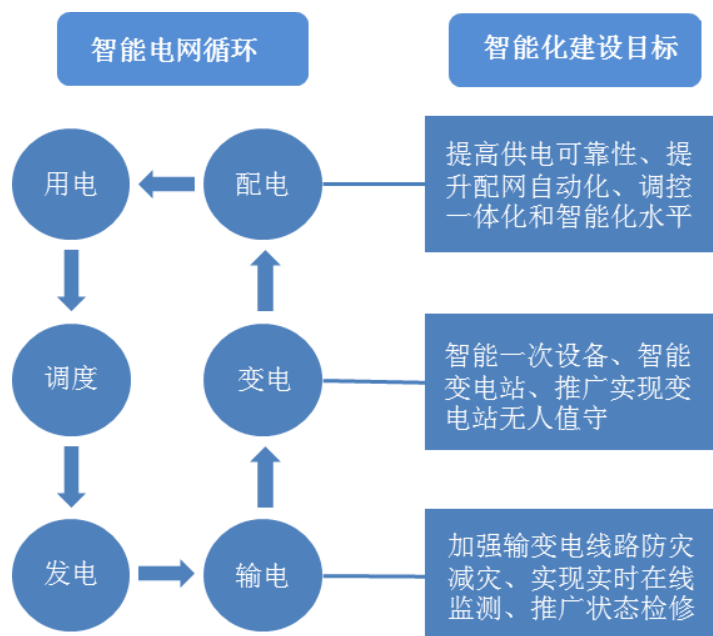 智能电网循环
智能化建设目标
用电
配电
提高供电可靠性、提
升配网自动化、调控
一体化和智能化水平
调度
变电
智能一次设备、智能
变电站、推广实现变
电站无人值守
发电
输电
加强输变电线路防灾
减灾、实现实时在线
监测、推广状态检修